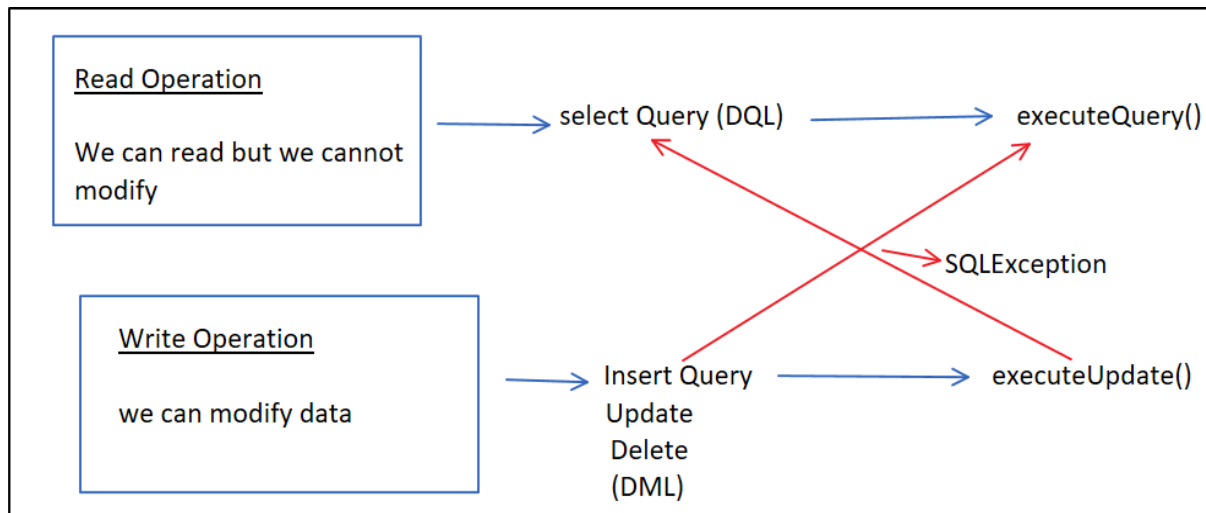 Read Operation
We can read but we cannot
modify
select Query (DQL)
executeQuery()
SQLException
Write Operation
we can modify data
Insert Query
Update
Delete
(DML)
executeUpdate()